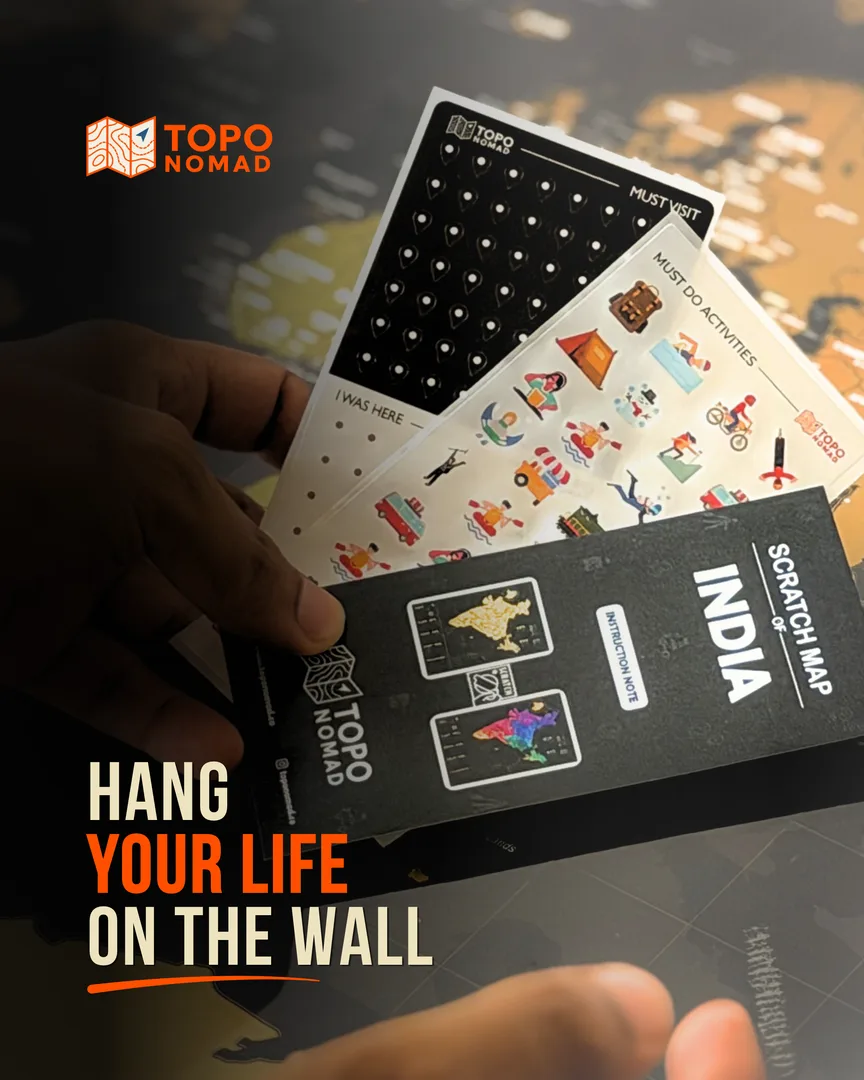 TOPO
NOMAD
TOPO
NOMAD
MUST VISIT
I WAS HERE
MUST DO ACTIVITIES
TOPO
NOMAD
SCRATCH MAP
OF
INDIA
INSTRUCTION NOTE
SCRATCH
TOPO
NOMAD
HANG
YOUR LIFE
ON THE WALL